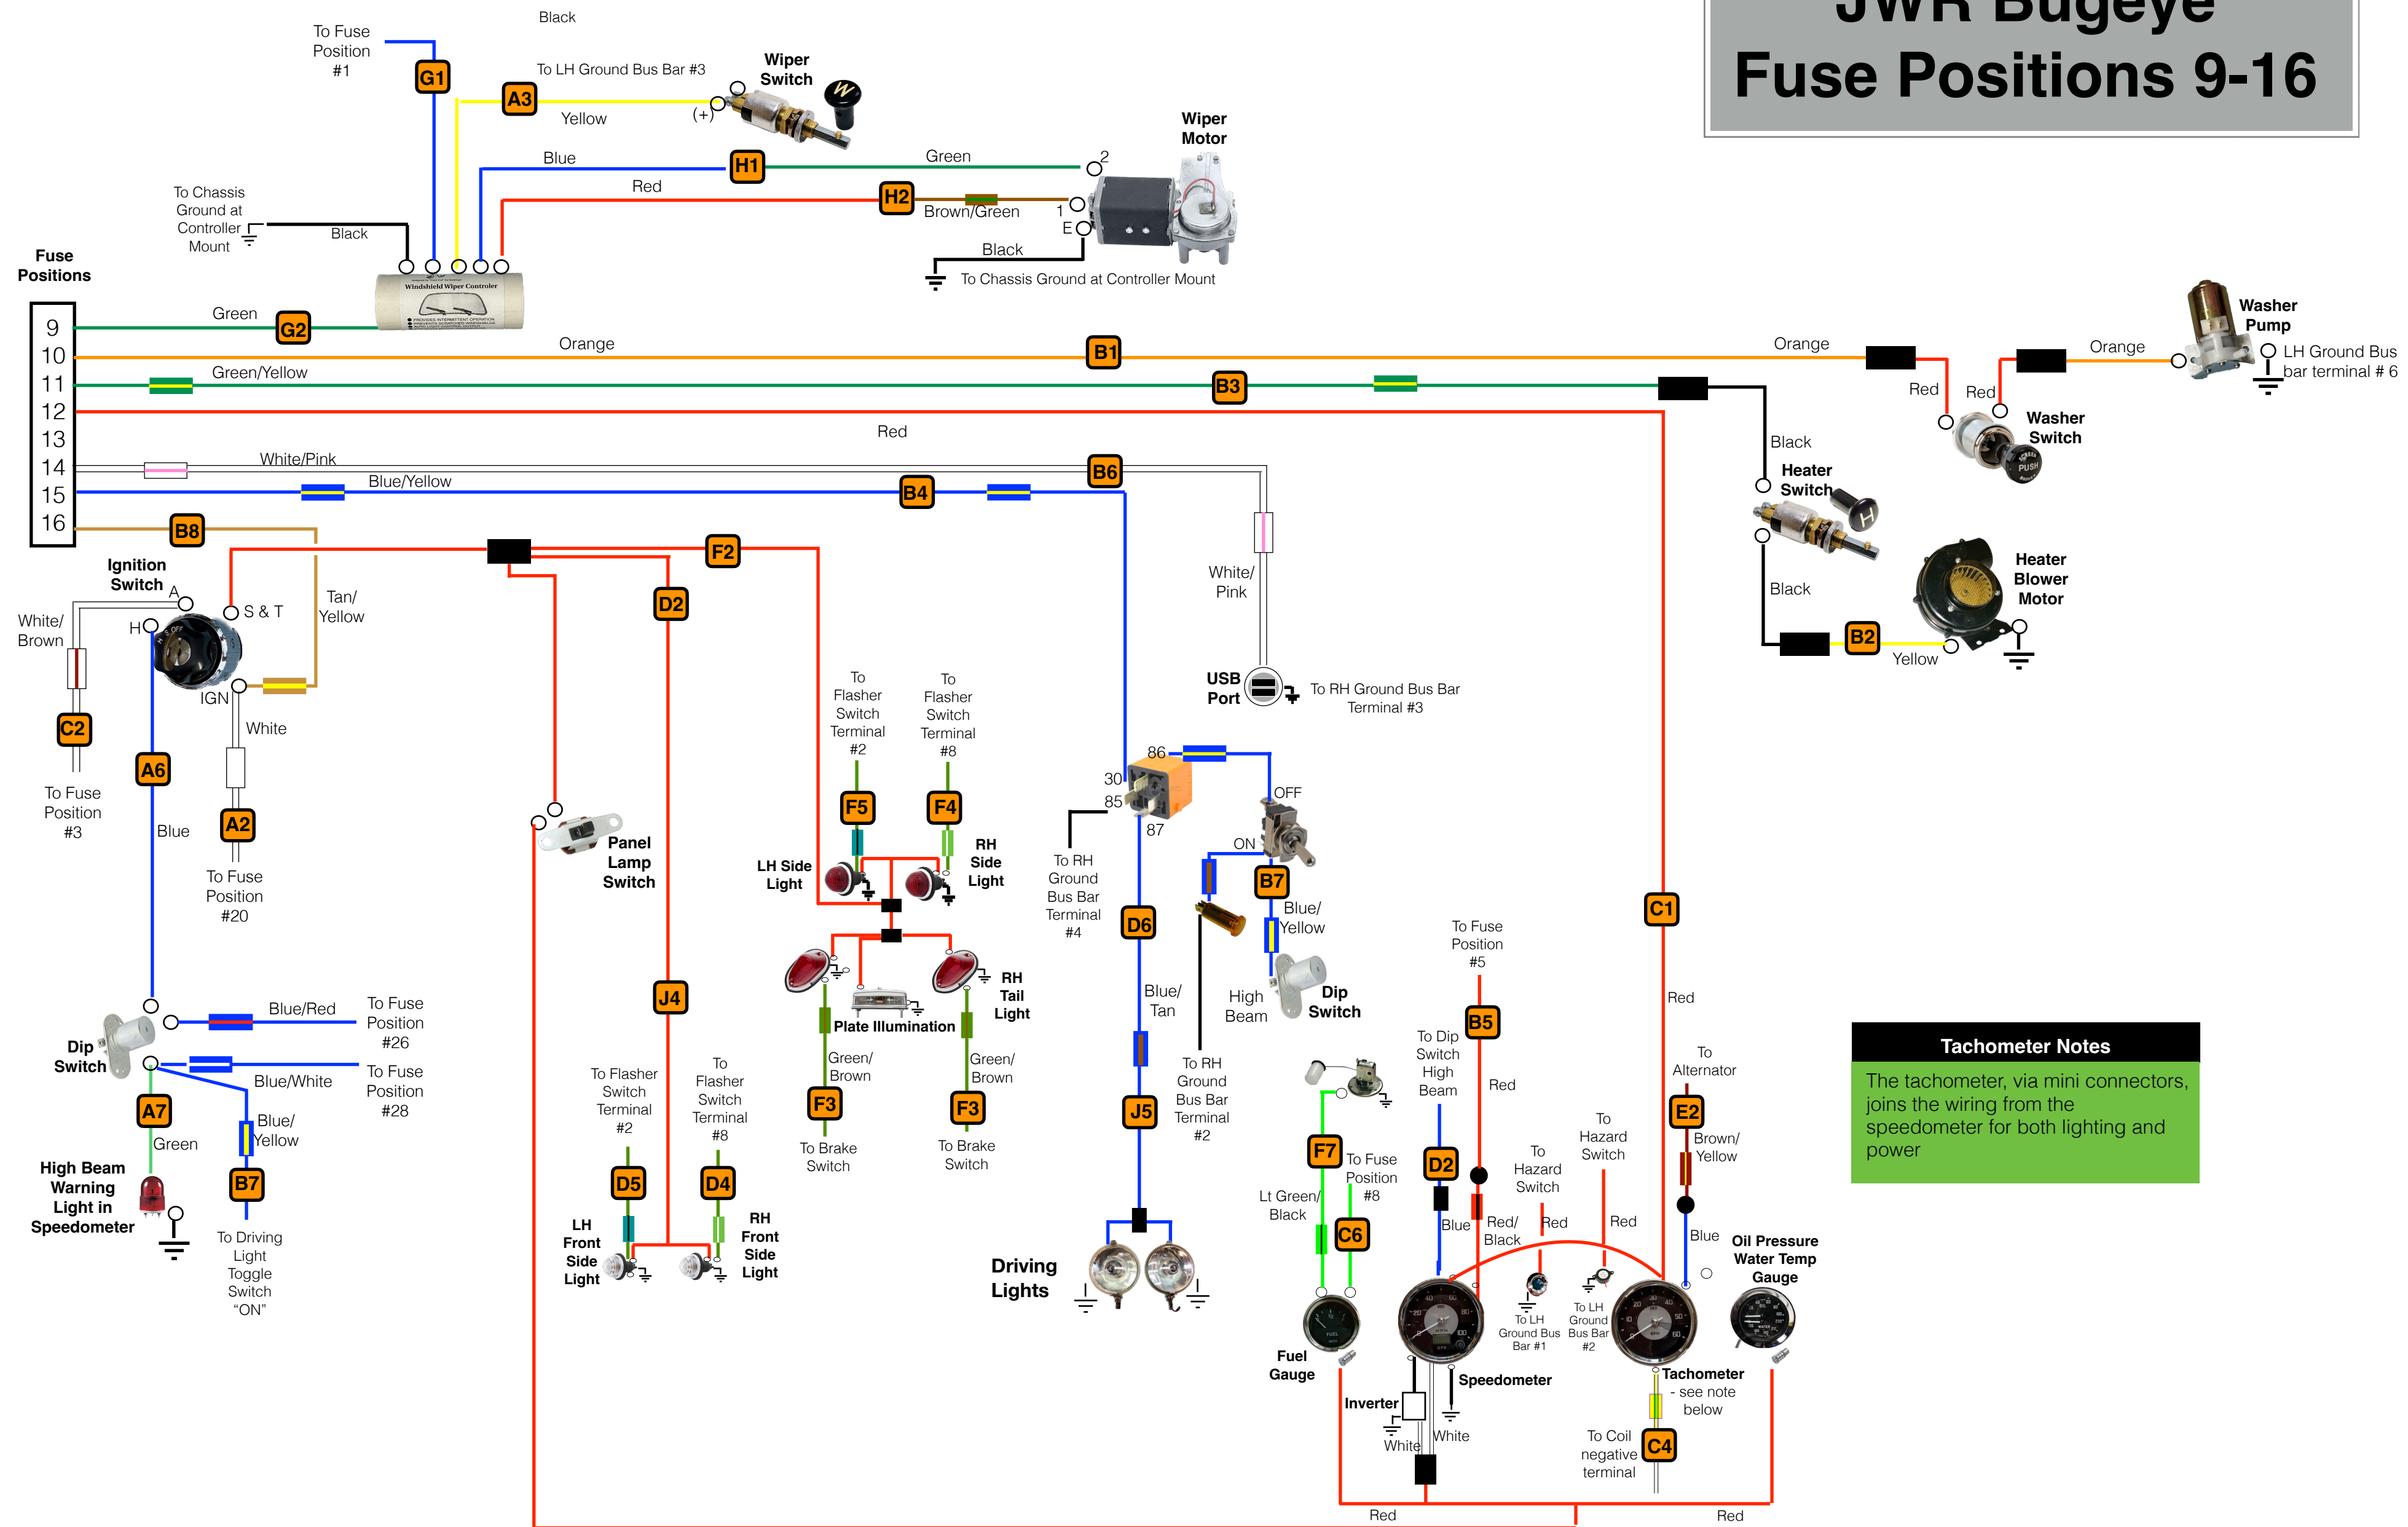 JWR Bugeye
Fuse Positions 9-16
Black
To Fuse
Position
#1
G1
A3
To LH Ground Bus Bar #3
Yellow
(+)
Wiper
Switch
W
Wiper
Motor
Blue
H1
Green
2
Red
H2
Brown/Green
1
E
Black
To Chassis Ground at Controller Mount
To Chassis
Ground at
Controller
Mount
Black
Windshield Wiper Controler
Fuse
Positions
9
10
11
12
13
14
15
16
Green
G2
Orange
B1
Orange
Green/Yellow
B3
Red
White/Pink
B6
Blue/Yellow
B4
B8
Red
Red
Orange
Washer
Pump
LH Ground Bus
bar terminal # 6
Washer
Switch
PUSH
Black
Heater
Switch
H
Black
B2
Yellow
Heater
Blower
Motor
Ignition
Switch
A
S & T
H
OFF
IGN
Tan/
Yellow
White/
Brown
C2
To Fuse
Position
#3
A6
Blue
White
A2
To Fuse
Position
#20
F2
D2
Panel
Lamp
Switch
J4
To
Flasher
Switch
Terminal
#2
F5
To
Flasher
Switch
Terminal
#8
F4
LH Side
Light
RH
Side
Light
RH
Tail
Light
Plate Illumination
Green/
Brown
F3
To Brake
Switch
Green/
Brown
F3
To Brake
Switch
White/
Pink
USB
Port
To RH Ground Bus Bar
Terminal #3
86
30
85
87
OFF
ON
To RH
Ground
Bus Bar
Terminal
#4
D6
Blue/
Tan
J5
B7
Blue/
Yellow
High
Beam
Dip
Switch
To RH
Ground
Bus Bar
Terminal
#2
Driving
Lights
Dip
Switch
Blue/Red
To Fuse
Position
#26
Blue/White
To Fuse
Position
#28
A7
Green
Blue/
Yellow
B7
High Beam
Warning
Light in
Speedometer
To Driving
Light
Toggle
Switch
“ON”
To Flasher
Switch
Terminal
#2
D5
To
Flasher
Switch
Terminal
#8
D4
LH
Front
Side
Light
RH
Front
Side
Light
F7
Lt Green/
Black
To Fuse
Position
#8
C6
FUEL
Fuel
Gauge
To Dip
Switch
High
Beam
D2
Blue
To Fuse
Position
#5
B5
Red
Red/
Black
To
Hazard
Switch
Red
To
Hazard
Switch
Red
To LH
Ground Bus
Bar #1
To LH
Ground
Bus Bar
#2
C1
Red
To
Alternator
E2
Brown/
Yellow
Blue
Oil Pressure
Water Temp
Gauge
Speedometer
Inverter
White
White
Tachometer
- see note
below
To Coil
negative
terminal
C4
Red
Red
Tachometer Notes
The tachometer, via mini connectors,
joins the wiring from the
speedometer for both lighting and
power